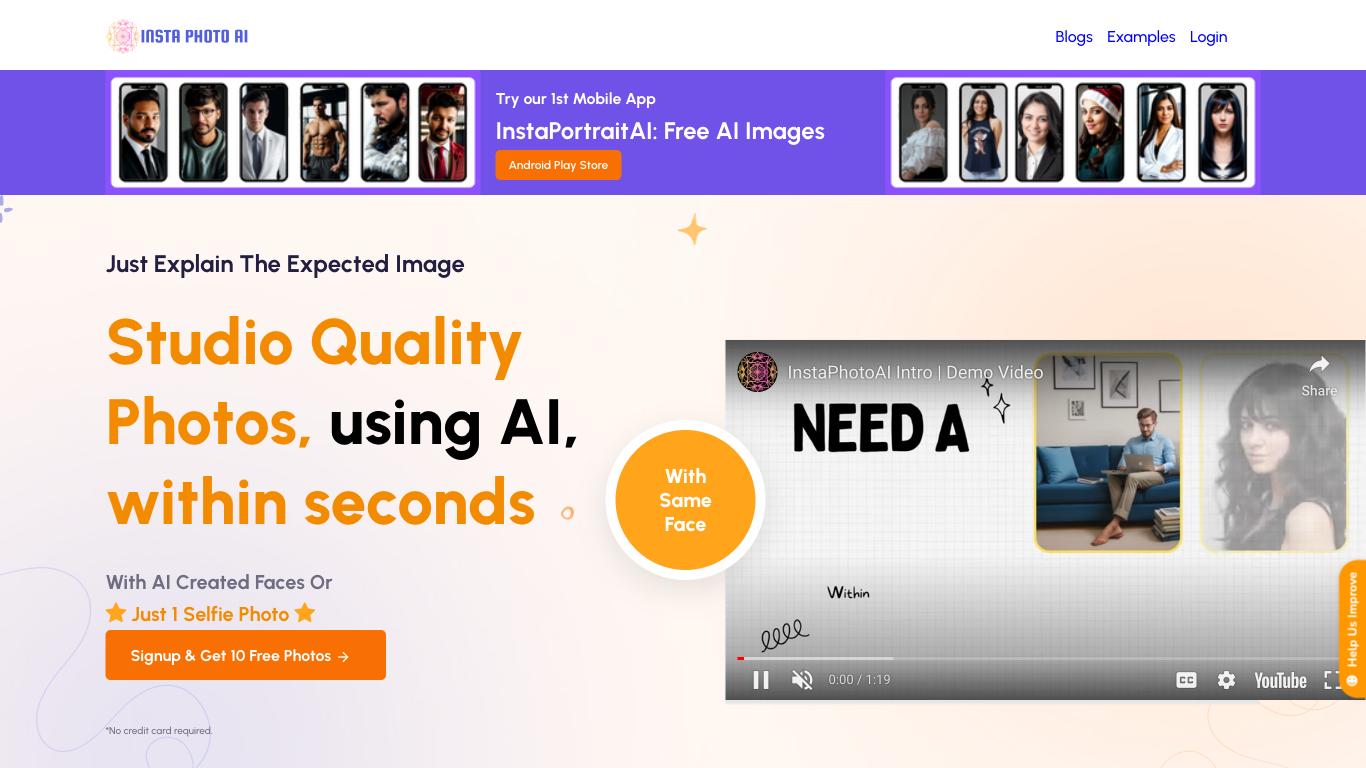 INSTA PHOTO AI
Blogs Examples Login
Try our 1st Mobile App
InstaPortraitAI: Free AI Images
Android Play Store
Just Explain The Expected Image
Studio Quality
Photos, using AI,
within seconds
With AI Created Faces Or
Just 1 Selfie Photo
Signup & Get 10 Free Photos →
*No credit card required.
With
Same
Face
InstaPhotoAI Intro | Demo Video
Share
NEED A
Within
0:00 / 1:19
CC
YouTube
Help Us Improve